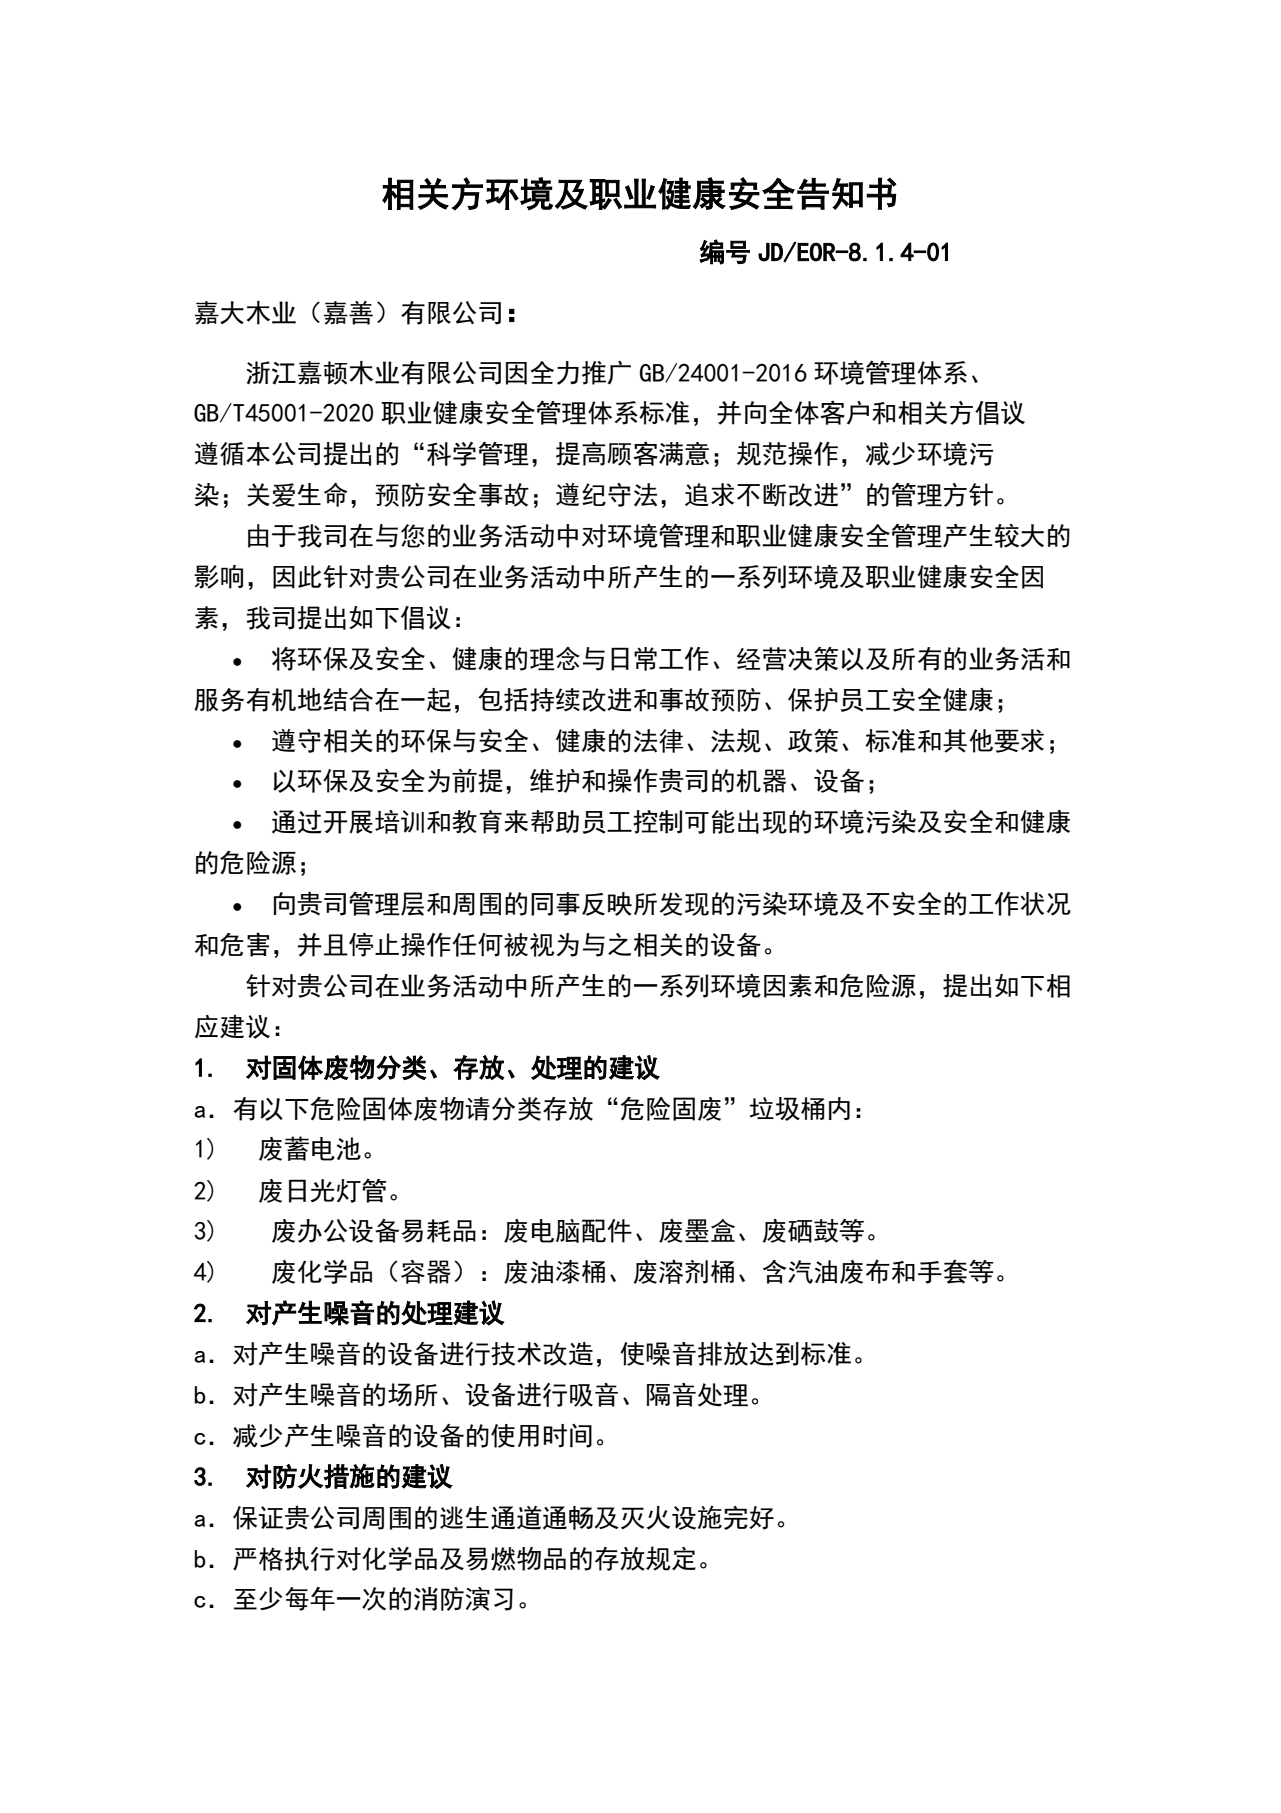 相关方环境及职业健康安全告知书
编号 JD/EOR-8.1.4-01
嘉大木业（嘉善）有限公司：
浙江嘉顿木业有限公司因全力推广 GB/24001-2016 环境管理体系、
GB/T45001-2020 职业健康安全管理体系标准，并向全体客户和相关方倡议
遵循本公司提出的“科学管理，提高顾客满意；规范操作，减少环境污
染；关爱生命，预防安全事故；遵纪守法，追求不断改进”的管理方针。
由于我司在与您的业务活动中对环境管理和职业健康安全管理产生较大的
影响，因此针对贵公司在业务活动中所产生的一系列环境及职业健康安全因
素，我司提出如下倡议：
• 将环保及安全、健康的理念与日常工作、经营决策以及所有的业务活和
服务有机地结合在一起，包括持续改进和事故预防、保护员工安全健康；
• 遵守相关的环保与安全、健康的法律、法规、政策、标准和其他要求；
• 以环保及安全为前提，维护和操作贵司的机器、设备；
• 通过开展培训和教育来帮助员工控制可能出现的环境污染及安全和健康
的危险源；
• 向贵司管理层和周围的同事反映所发现的污染环境及不安全的工作状况
和危害，并且停止操作任何被视为与之相关的设备。
针对贵公司在业务活动中所产生的一系列环境因素和危险源，提出如下相
应建议：
1. 对固体废物分类、存放、处理的建议
a．有以下危险固体废物请分类存放“危险固废”垃圾桶内：
1) 废蓄电池。
2) 废日光灯管。
3) 废办公设备易耗品：废电脑配件、废墨盒、废硒鼓等。
4) 废化学品（容器）：废油漆桶、废溶剂桶、含汽油废布和手套等。
2. 对产生噪音的处理建议
a．对产生噪音的设备进行技术改造，使噪音排放达到标准。
b．对产生噪音的场所、设备进行吸音、隔音处理。
c．减少产生噪音的设备的使用时间。
3. 对防火措施的建议
a．保证贵公司周围的逃生通道通畅及灭火设施完好。
b．严格执行对化学品及易燃物品的存放规定。
c．至少每年一次的消防演习。